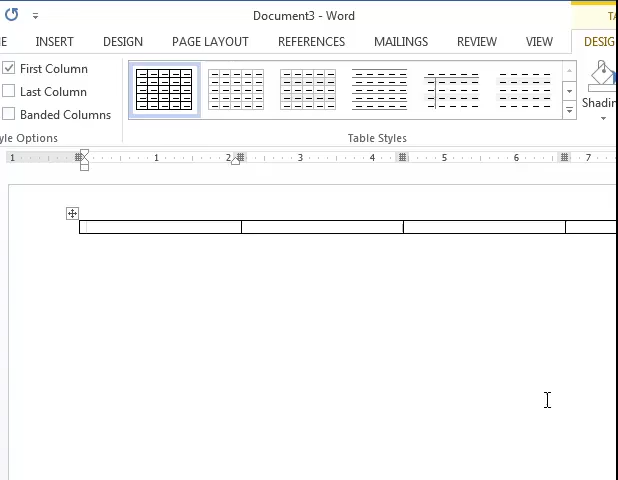 Document3 - Word
TA
E INSERT DESIGN PAGE LAYOUT REFERENCES MAILINGS REVIEW VIEW DESIG
First Column
Last Column
Banded Columns
Shadin
yle Options Table Styles
1 1 2 3 4 5 6 7